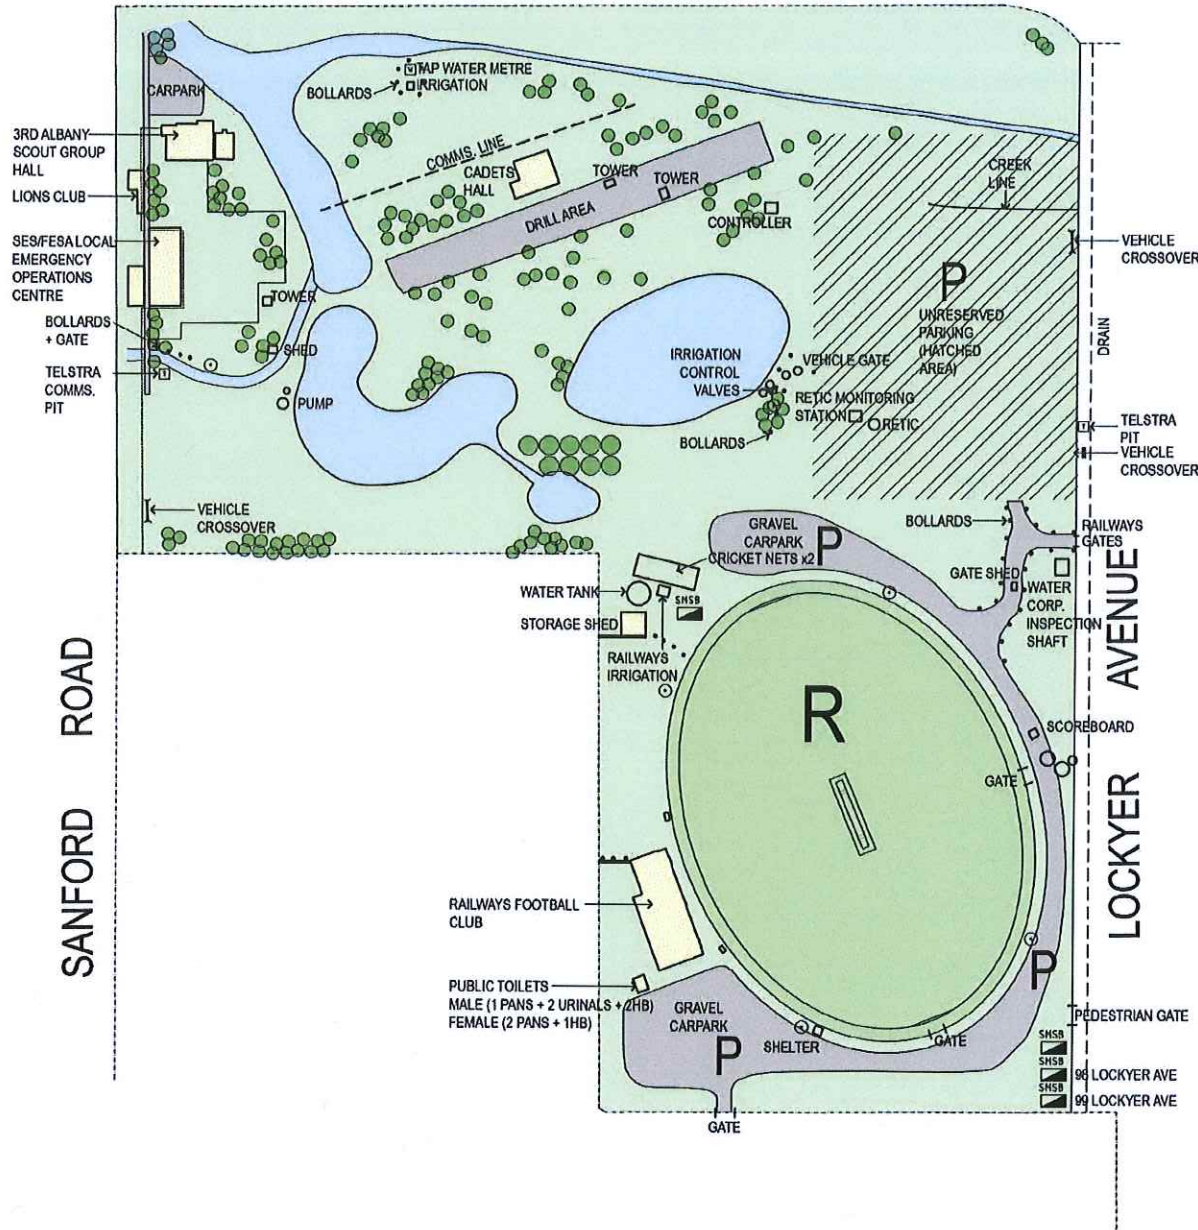 CARPARK
3RD ALBANY
SCOUT GROUP
HALL
LIONS CLUB
SES/FESA LOCAL
EMERGENCY
OPERATIONS
CENTRE
BOLLARDS
+ GATE
TELSTRA
COMMS.
PIT
TOWER
SHED
PUMP
VEHICLE
CROSSOVER
TAP WATER METRE
IRRIGATION
BOLLARDS
COMMS. LINE
CADETS
HALL
TOWER
TOWER
DRILL AREA
CONTROLLER
CREEK
LINE
P
UNRESERVED
PARKING
(HATCHED
AREA)
VEHICLE
CROSSOVER
DRAIN
IRRIGATION
CONTROL
VALVES
VEHICLE GATE
RETIC MONITORING
STATION
RETIC
BOLLARDS
TELSTRA
PIT
VEHICLE
CROSSOVER
GRAVEL
CARPARK
P
CRICKET NETS x2
BOLLARDS
RAILWAYS
GATES
GATE SHED
WATER
CORP.
INSPECTION
SHAFT
WATER TANK
SMSB
STORAGE SHED
RAILWAYS
IRRIGATION
R
SCOREBOARD
GATE
SANFORD ROAD
LOCKYER AVENUE
RAILWAYS FOOTBALL
CLUB
P
PUBLIC TOILETS
MALE (1 PANS + 2 URINALS + 2HB)
FEMALE (2 PANS + 1HB)
GRAVEL
CARPARK
P
SHELTER
GATE
PEDESTRIAN GATE
SMSB
SMSB
98 LOCKYER AVE
SMSB
99 LOCKYER AVE
GATE